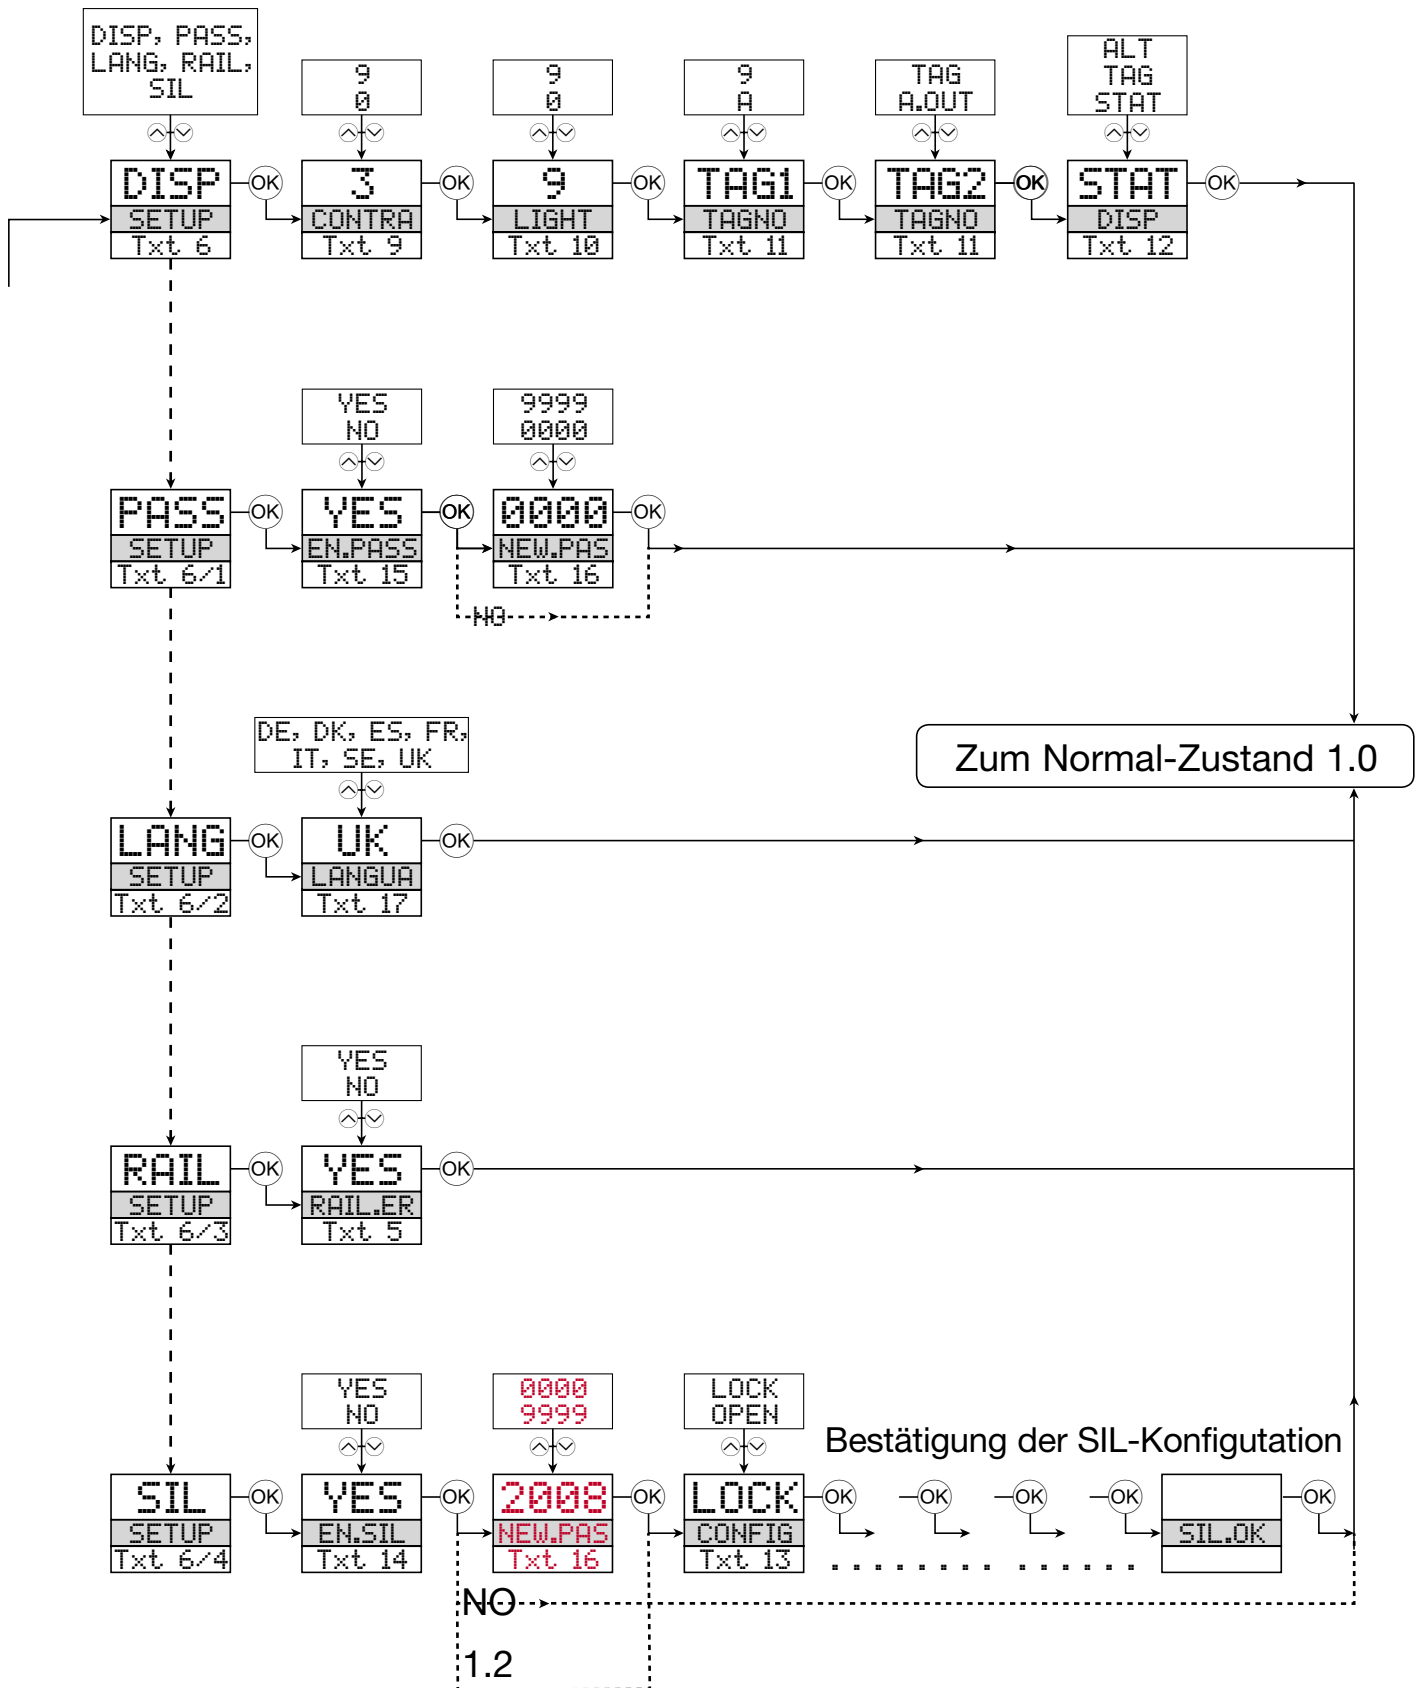 DISP, PASS,
LANG, RAIL,
SIL
9
0
9
0
9
A
TAG
A.OUT
ALT
TAG
STAT
DISP
SETUP
Txt 6
OK
3
CONTRA
Txt 9
OK
9
LIGHT
Txt 10
OK
TAG1
TAGNO
Txt 11
OK
TAG2
TAGNO
Txt 11
OK
STAT
DISP
Txt 12
OK
YES
NO
9999
0000
PASS
SETUP
Txt 6/1
OK
YES
EN.PASS
Txt 15
OK
0000
NEW.PAS
Txt 16
OK
NO
DE, DK, ES, FR,
IT, SE, UK
Zum Normal-Zustand 1.0
LANG
SETUP
Txt 6/2
OK
UK
LANGUA
Txt 17
OK
YES
NO
RAIL
SETUP
Txt 6/3
OK
YES
RAIL.ER
Txt 5
OK
YES
NO
0000
9999
LOCK
OPEN
Bestätigung der SIL-Konfigutation
SIL
SETUP
Txt 6/4
OK
YES
EN.SIL
Txt 14
OK
2008
NEW.PAS
Txt 16
OK
LOCK
CONFIG
Txt 13
OK
OK
OK
OK
SIL.OK
OK
NO
1.2